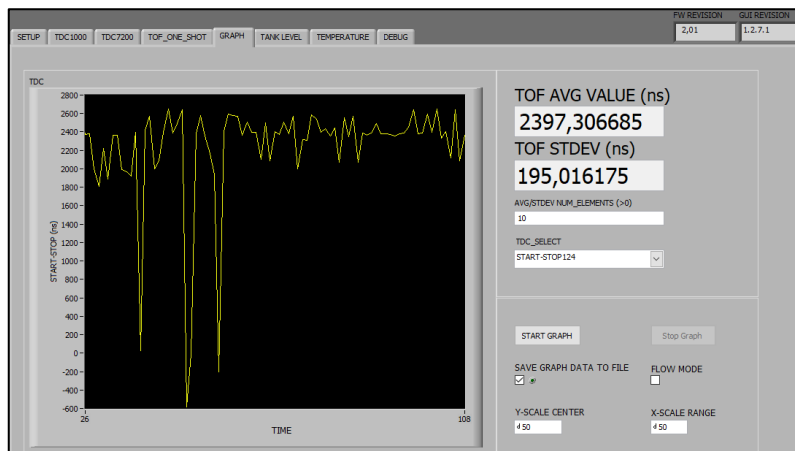 FW REVISION GUI REVISION
2,01 1.2.7.1
SETUP TDC1000 TDC7200 TOF_ONE_SHOT GRAPH TANK LEVEL TEMPERATURE DEBUG
TDC
START-STOP (ns)
2800
2600
2400
2200
2000
1800
1600
1400
1200
1000
800
600
400
200
0
-200
-400
-600
26 108
TIME
TOF AVG VALUE (ns)
2397,306685
TOF STDEV (ns)
195,016175
AVG/STDEV NUM_ELEMENTS (>0)
10
TDC_SELECT
START-STOP124
START GRAPH Stop Graph
SAVE GRAPH DATA TO FILE FLOW MODE
Y-SCALE CENTER X-SCALE RANGE
50 50